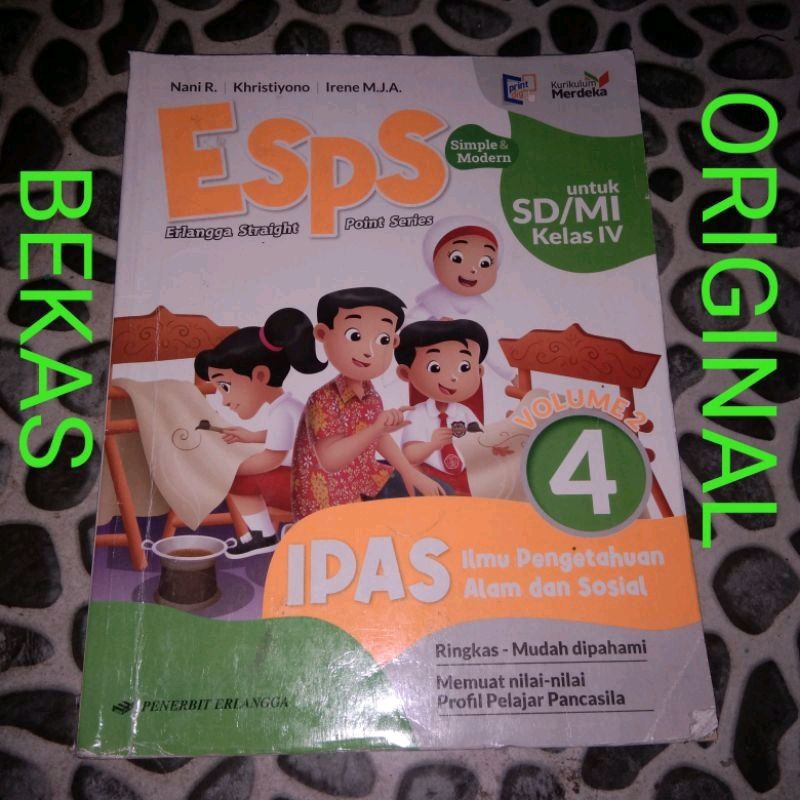 Nani R. | Khristiyono | Irene M.J.A.
print digi
Kurikulum
Merdeka
ESPS
Simple &
Modern
Erlangga Straight Point Series
untuk
SD/MI
Kelas IV
VOLUME 2
4
IPAS
Ilmu Pengetahuan
Alam dan Sosial
Ringkas - Mudah dipahami
Memuat nilai-nilai
Profil Pelajar Pancasila
PENERBIT ERLANGGA
BEKAS
ORIGINAL